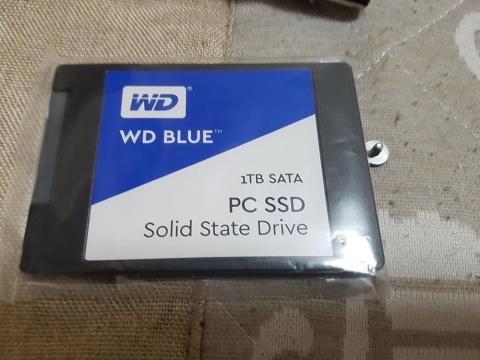 WD®
WD BLUE™
1TB SATA
PC SSD
Solid State Drive